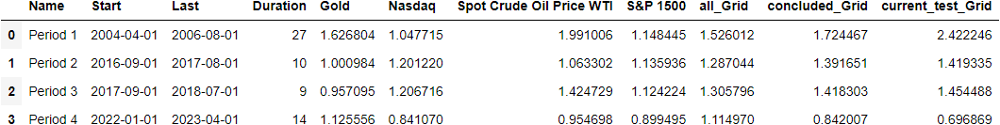 Name Start Last Duration Gold Nasdaq Spot Crude Oil Price WTI S&P 1500 all_Grid concluded_Grid current_test_Grid
0 Period 1 2004-04-01 2006-08-01 27 1.626804 1.047715 1.991006 1.148445 1.526012 1.724467 2.422246
1 Period 2 2016-09-01 2017-08-01 10 1.000984 1.201220 1.063302 1.135936 1.287044 1.391651 1.419335
2 Period 3 2017-09-01 2018-07-01 9 0.957095 1.206716 1.424729 1.124224 1.305796 1.418303 1.454488
3 Period 4 2022-01-01 2023-04-01 14 1.125556 0.841070 0.954698 0.899495 1.114970 0.842007 0.696869